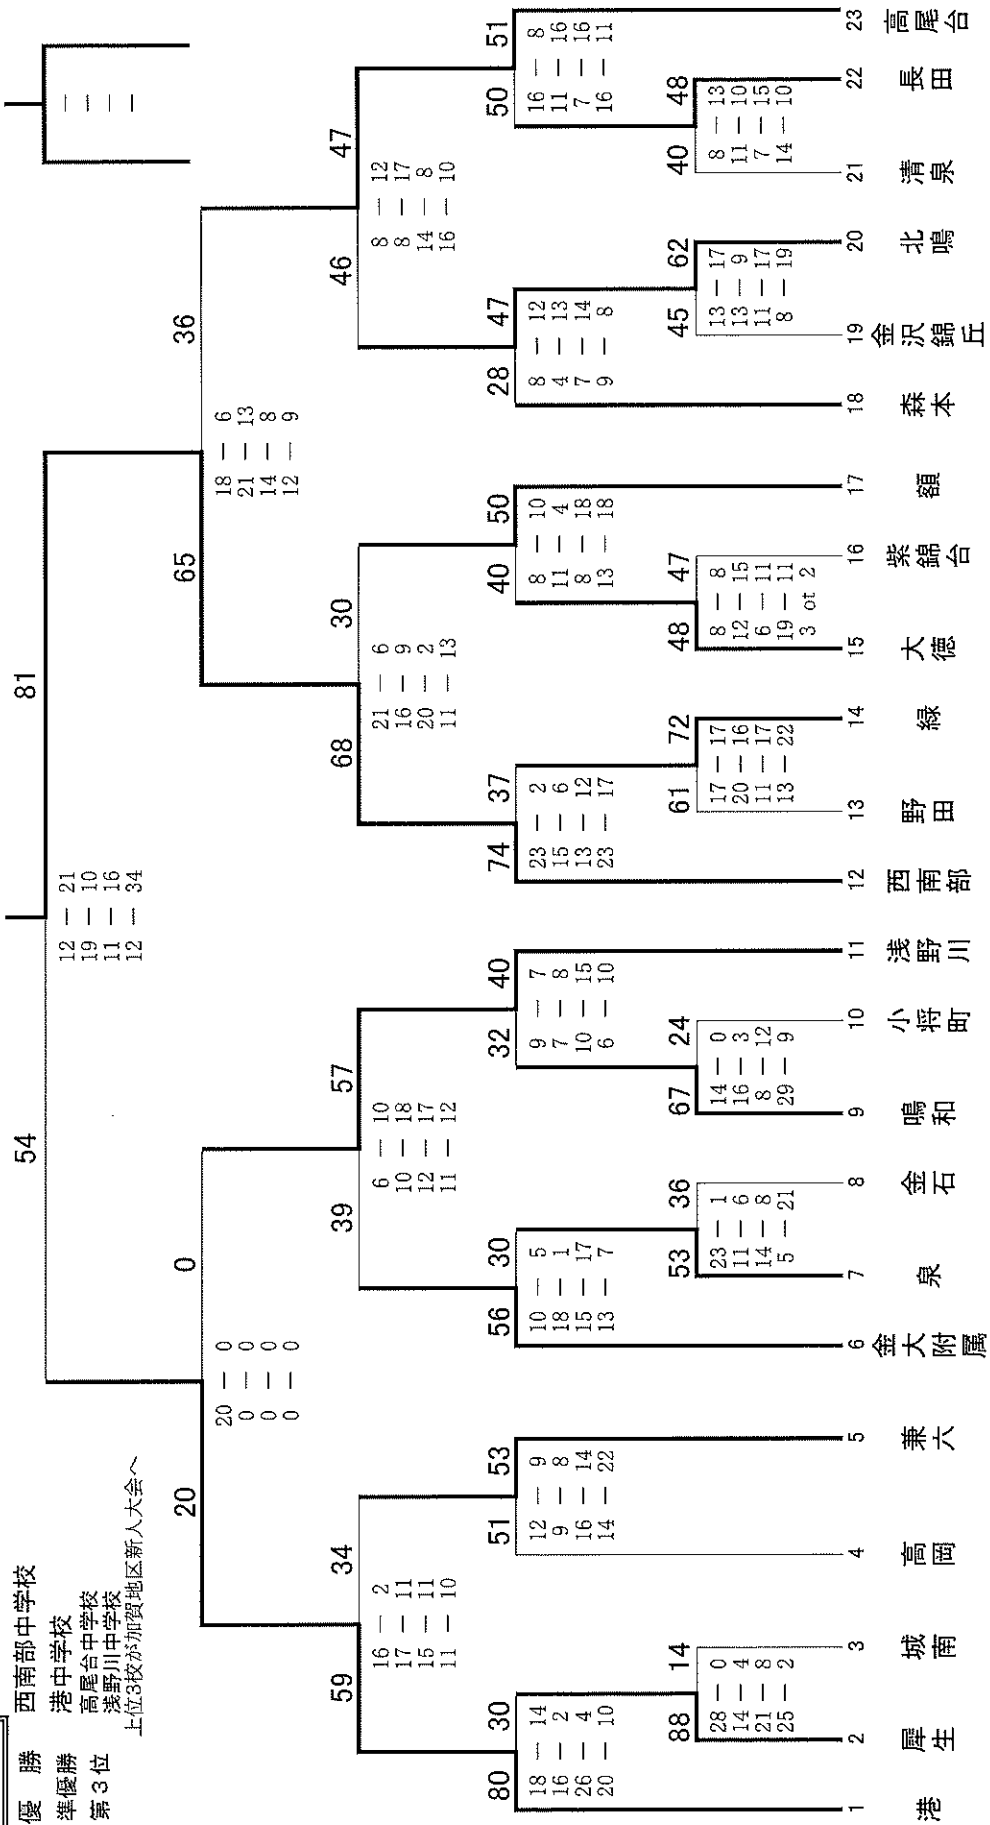 優勝 西南部中学校
準優勝 港中学校
第3位 高尾台中学校
浅野川中学校
上位3校が加賀地区新人大会へ
54 81
12 — 21
19 — 10
11 — 16
12 — 34
—
—
—
—
20 0
20 — 0
0 — 0
0 — 0
0 — 0
65 36
18 — 6
21 — 13
14 — 8
12 — 9
59 34
16 — 2
17 — 11
15 — 11
11 — 10
39 57
6 — 10
10 — 18
12 — 17
11 — 12
68 30
21 — 6
16 — 9
20 — 2
11 — 13
46 47
8 — 12
8 — 17
14 — 8
16 — 10
80 30
18 — 14
16 — 2
26 — 4
20 — 10
51 53
12 — 9
9 — 8
16 — 14
14 — 22
56 30
10 — 5
18 — 1
15 — 17
13 — 7
32 40
9 — 7
7 — 8
10 — 15
6 — 10
74 37
23 — 2
15 — 6
13 — 12
23 — 17
40 50
8 — 10
11 — 4
8 — 18
13 — 18
28 47
8 — 12
4 — 13
7 — 14
9 — 8
50 51
16 — 8
11 — 16
7 — 16
16 — 11
88 14
28 — 0
14 — 4
21 — 8
25 — 2
53 36
23 — 1
11 — 6
14 — 8
5 — 21
67 24
14 — 0
16 — 3
8 — 12
29 — 9
61 72
17 — 17
20 — 16
11 — 17
13 — 22
48 47
8 — 8
12 — 15
6 — 11
19 — 11
3 ot 2
45 62
13 — 17
13 — 9
11 — 17
8 — 19
40 48
8 — 13
11 — 10
7 — 15
14 — 10
1 港
2 犀生
3 城南
4 高岡
5 兼六
6 金大附属
7 泉
8 金石
9 鳴和
10 小将町
11 浅野川
12 西南部
13 野田
14 緑
15 大徳
16 紫錦台
17 額
18 森本
19 金沢錦丘
20 北鳴
21 清泉
22 長田
23 高尾台